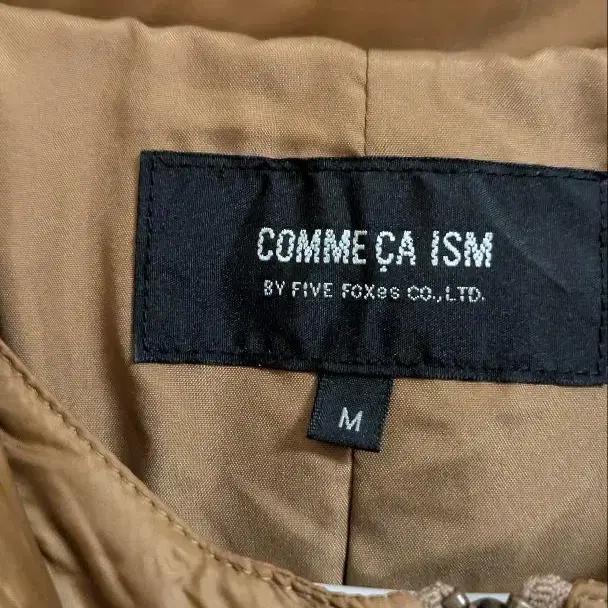 COMME ÇA ISM
BY FIVE FOXes CO.,LTD.
M